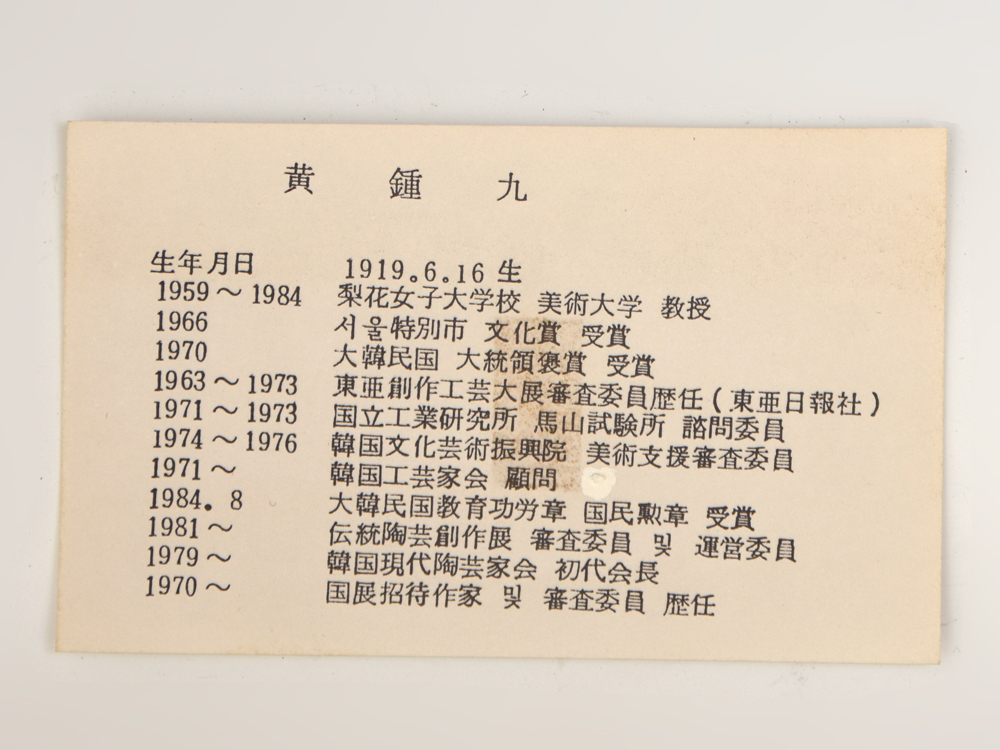 黄 鍾 九
生年月日 1919.6.16 生
1959～1984 梨花女子大学校 美術大学 教授
1966 서울特別市 文化賞 受賞
1970 大韓民国 大統領褒賞 受賞
1963～1973 東亜創作工芸大展審査委員歴任(東亜日報社)
1971～1973 国立工業研究所 馬山試験所 諮問委員
1974～1976 韓国文化芸術振興院 美術支援審査委員
1971～ 韓国工芸家会 顧問
1984.8 大韓民国教育功労章 国民勲章 受賞
1981～ 伝統陶芸創作展 審査委員 및 運営委員
1979～ 韓国現代陶芸家会 初代会長
1970～ 国展招待作家 및 審査委員 歴任